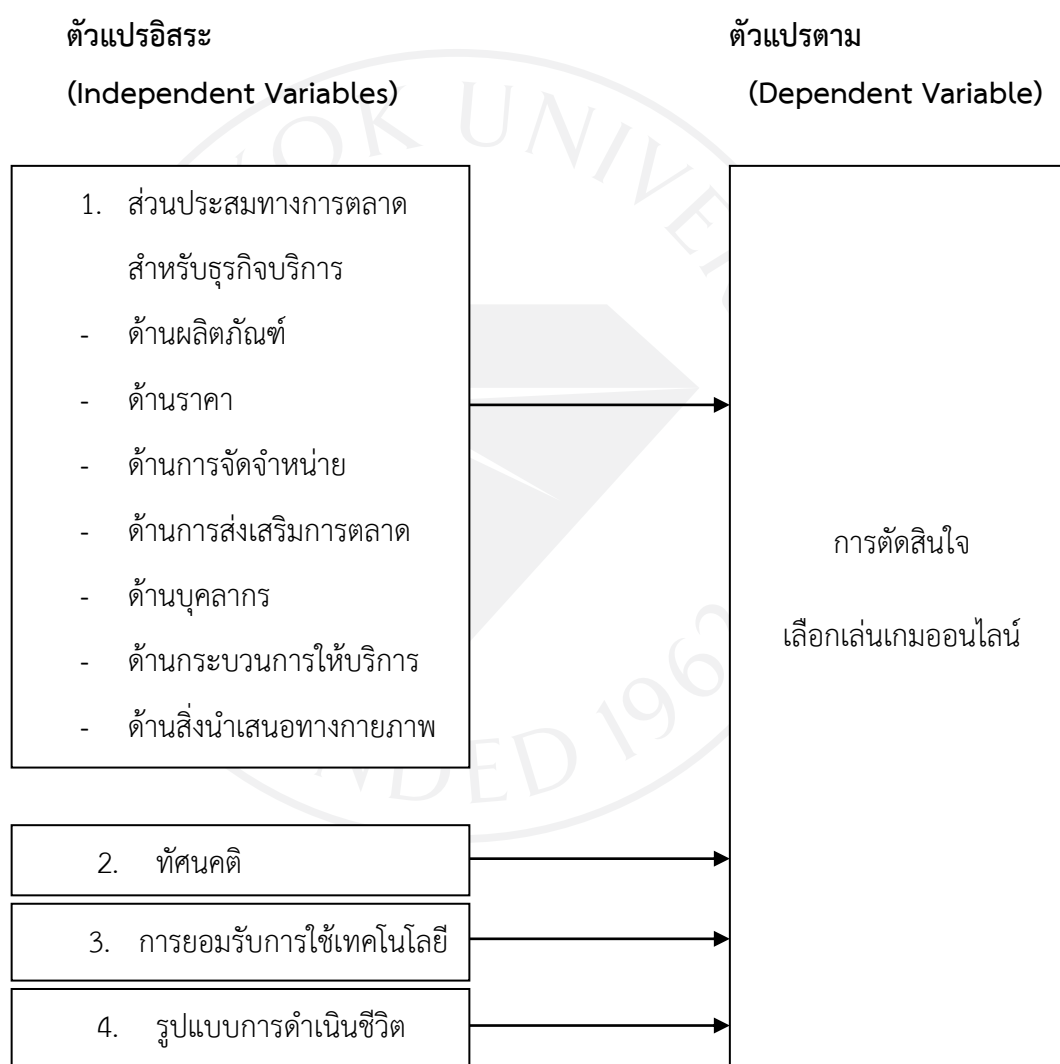 ตัวแปรอิสระ
(Independent Variables)
ตัวแปรตาม
(Dependent Variable)
1. ส่วนประสมทางการตลาด
สำหรับธุรกิจบริการ
- ด้านผลิตภัณฑ์
- ด้านราคา
- ด้านการจัดจำหน่าย
- ด้านการส่งเสริมการตลาด
- ด้านบุคลากร
- ด้านกระบวนการให้บริการ
- ด้านสิ่งนำเสนอทางกายภาพ
2. ทัศนคติ
3. การยอมรับการใช้เทคโนโลยี
4. รูปแบบการดำเนินชีวิต
การตัดสินใจ
เลือกเล่นเกมออนไลน์